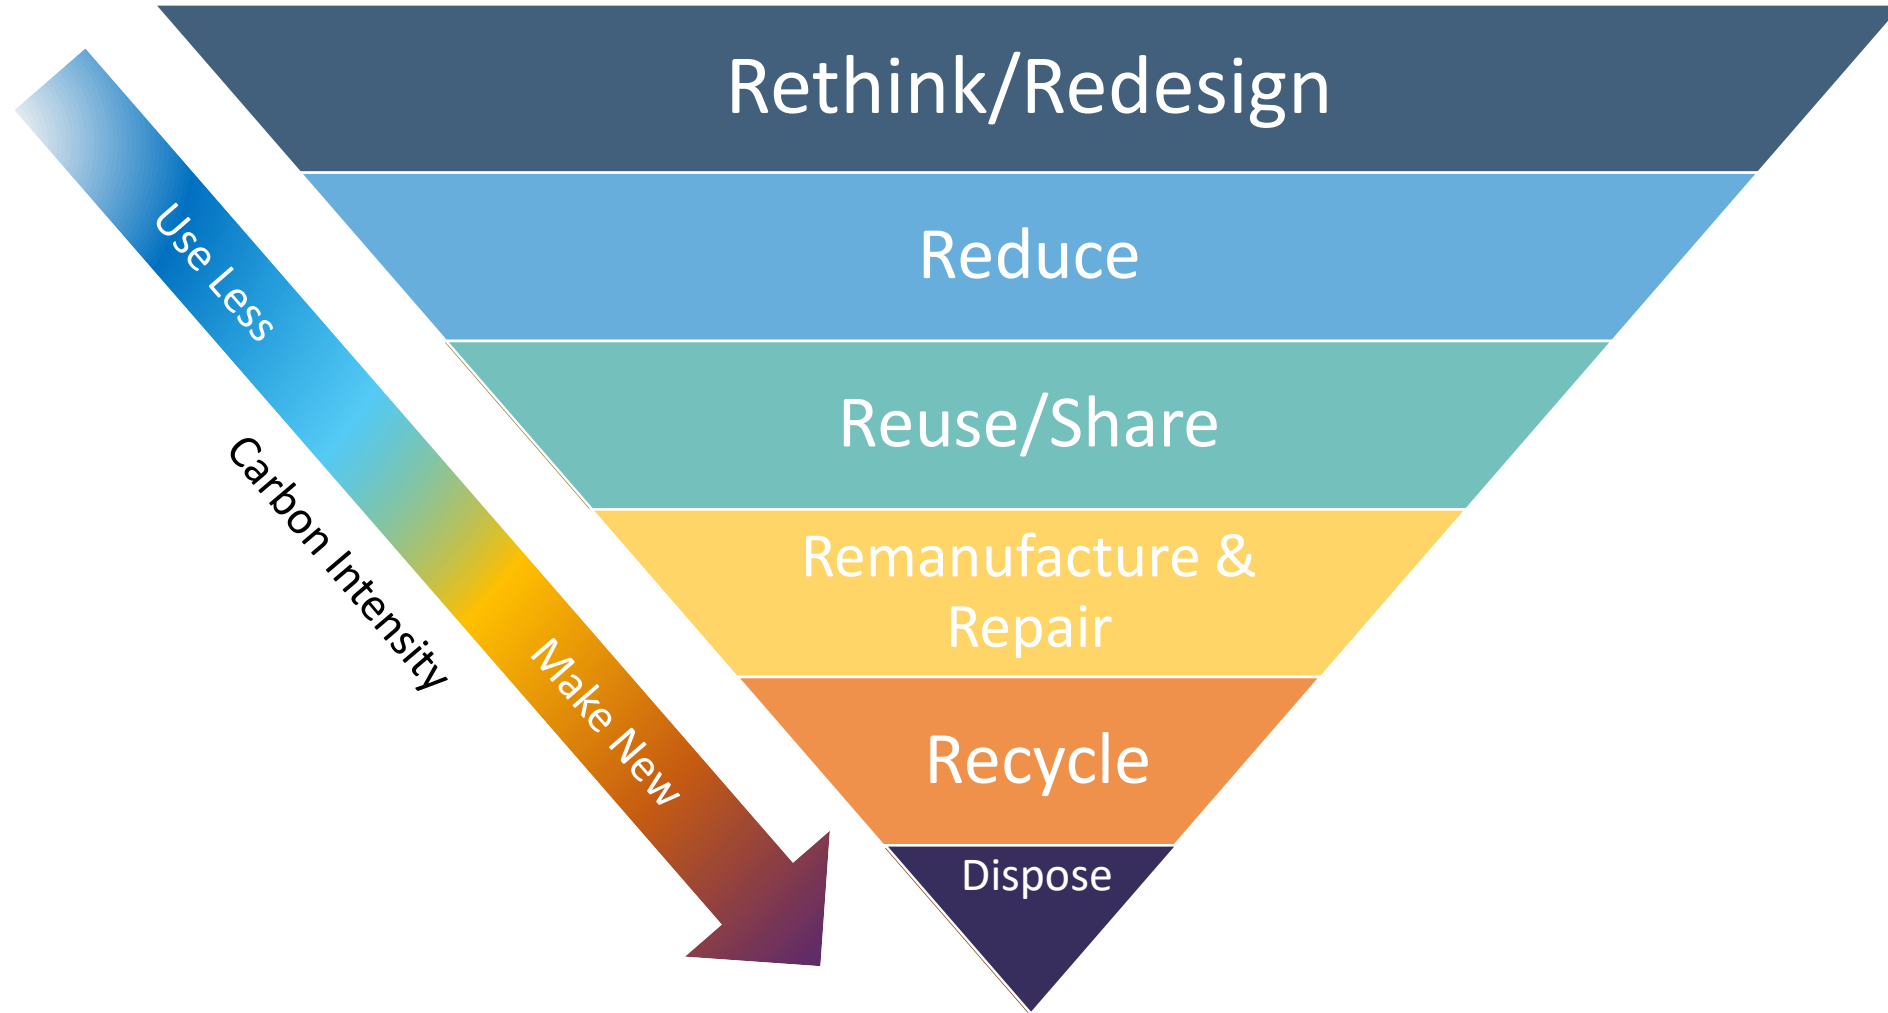 Rethink/Redesign
Reduce
Reuse/Share
Remanufacture &
Repair
Recycle
Dispose
Use Less
Carbon Intensity
Make New